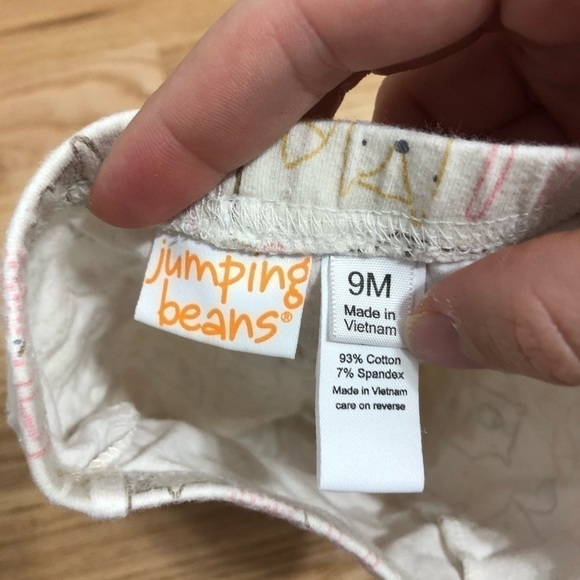 jumping
beans®
9M
Made in
Vietnam
93% Cotton
7% Spandex
Made in Vietnam
care on reverse